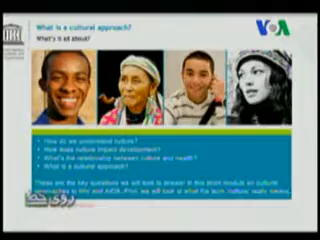 What is a cultural approach?
What's it all about?
VOA
UNESCO
• How do we understand culture?
• How does culture impact development?
• What's the relationship between culture and health?
• What is a cultural approach?
These are the key questions we will look to answer in this short module on cultural
approaches to HIV and AIDS. First, we will look at what the term 'culture' really means,
روی خط